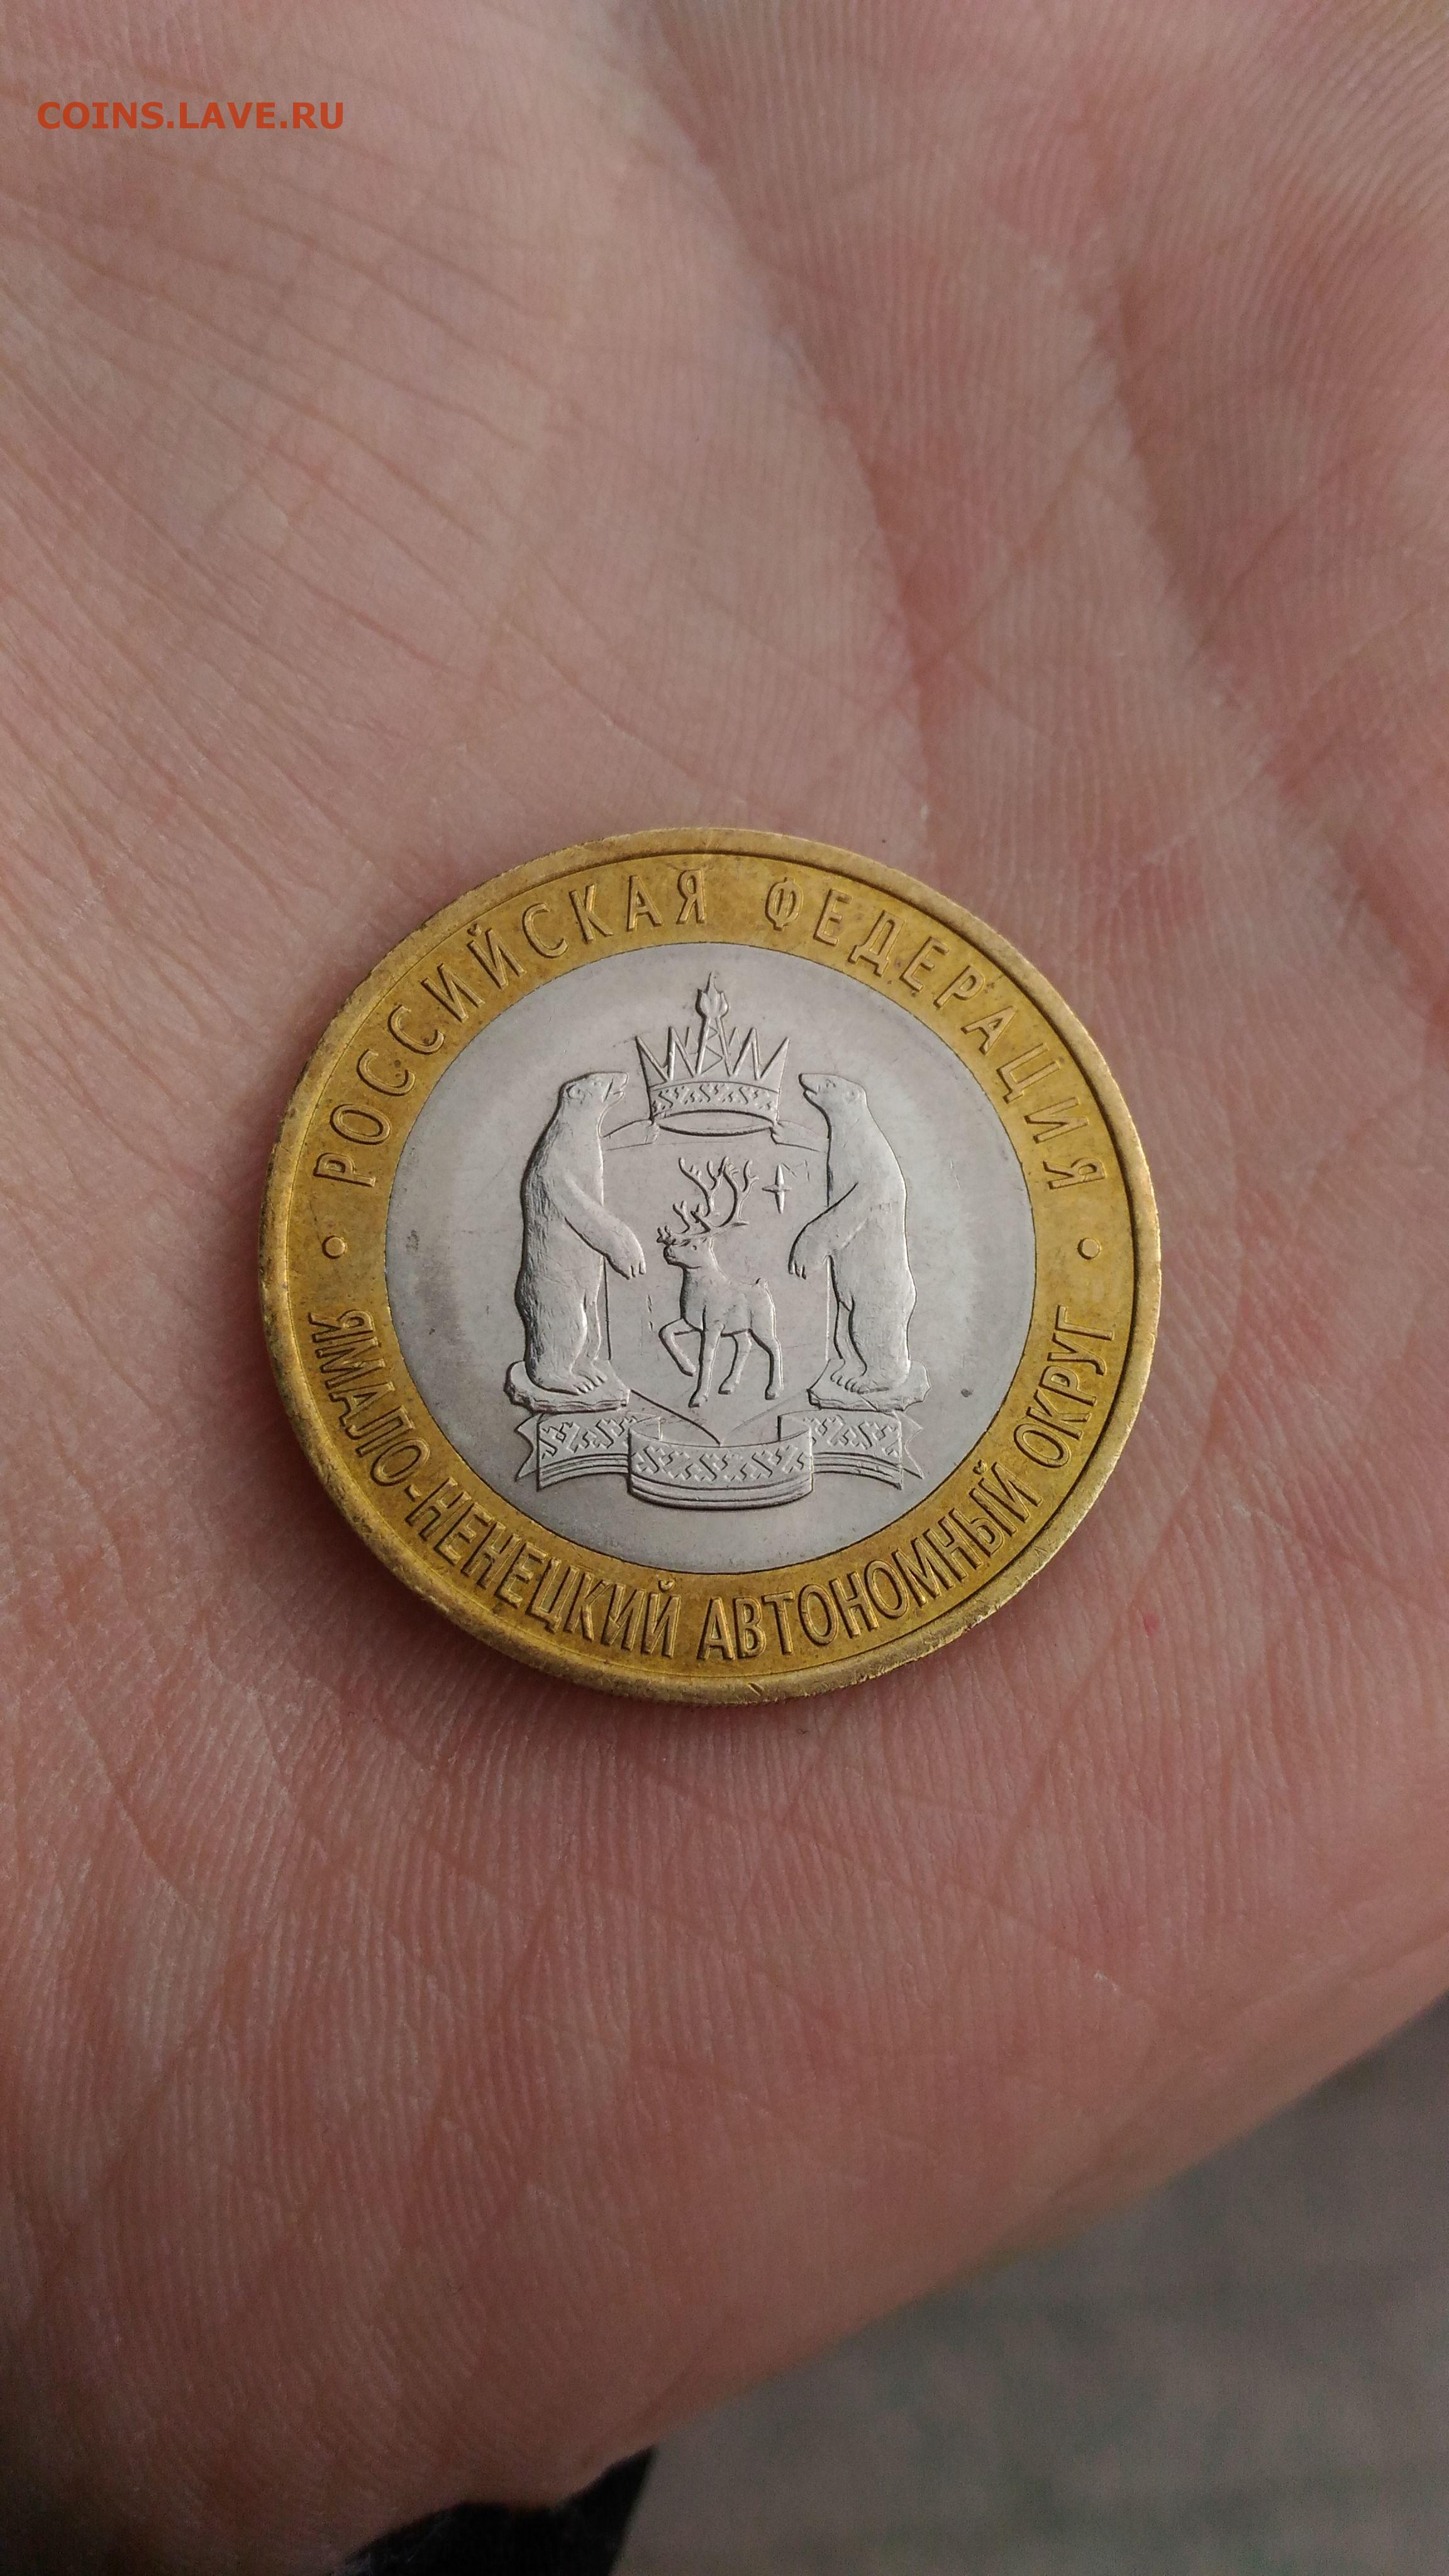 COINS.LAVE.RU
РОССИЙСКАЯ ФЕДЕРАЦИЯ
ЯМАЛО-НЕНЕЦКИЙ АВТОНОМНЫЙ ОКРУГ